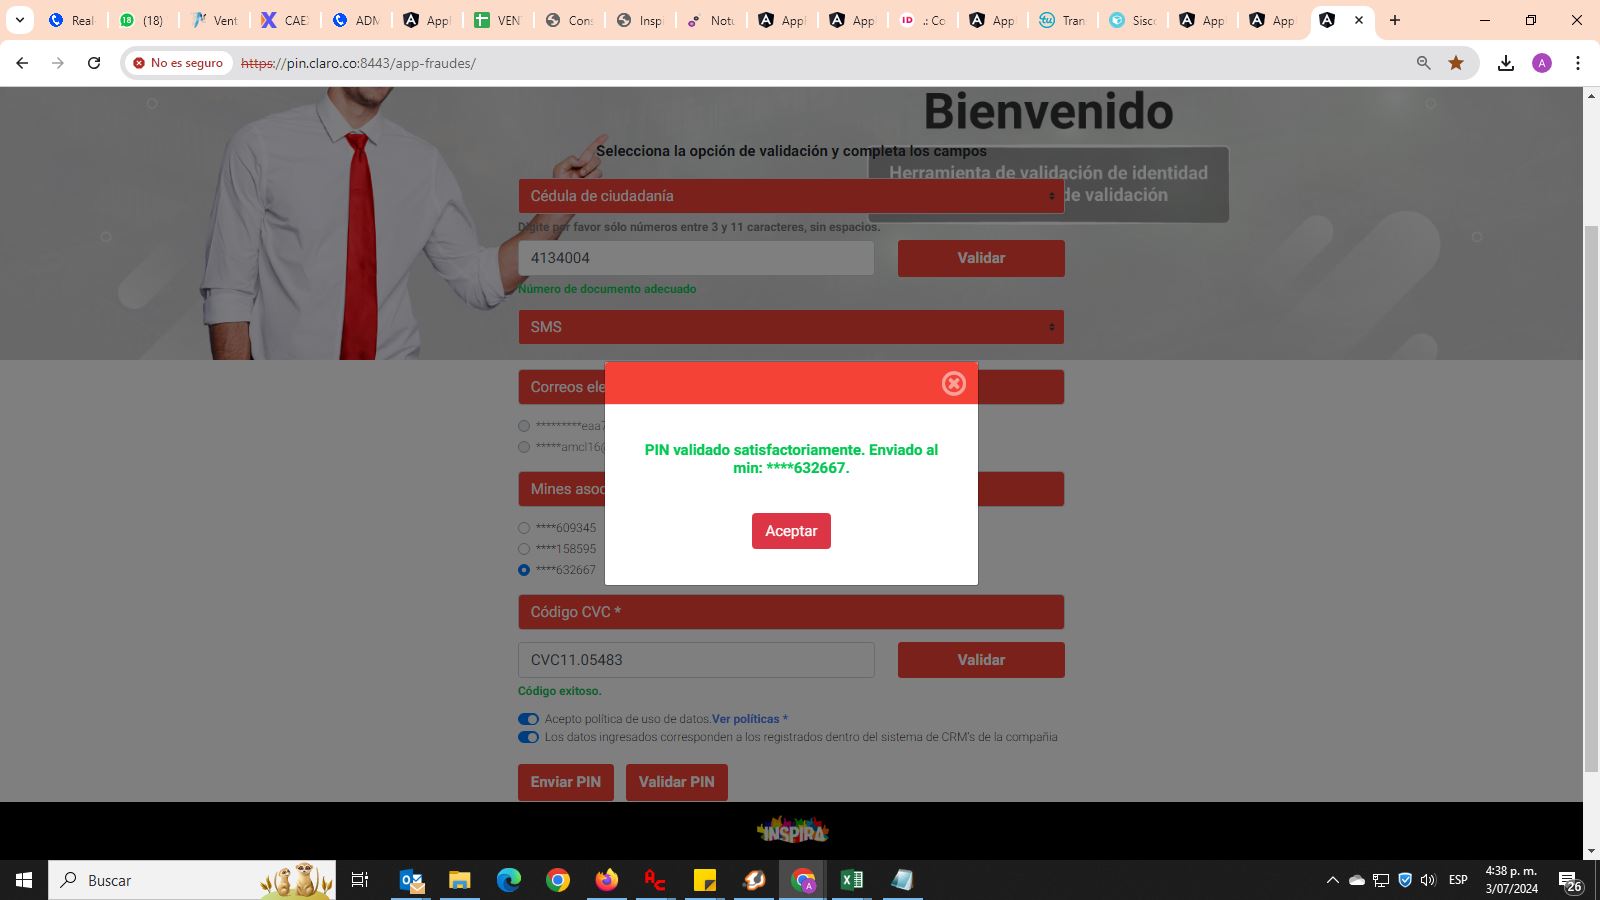 Real
(18)
Vent
CAE
ADM
Appl
VEN
Cons
Inspi
Notu
Appl
App
.: Co
App
Tran
Sisco
App
App
No es seguro
https://pin.claro.co:8443/app-fraudes/
A
Bienvenido
Selecciona la opción de validación y completa los campos
Herramienta de validación de identidad
de validación
Cédula de ciudadanía
Digite por favor sólo números entre 3 y 11 caracteres, sin espacios.
4134004
Validar
Número de documento adecuado
SMS
Correos ele
*********eaa7
*****amcl16@
PIN validado satisfactoriamente. Enviado al
min: ****632667.
Aceptar
Mines asoc
****609345
****158595
****632667
Código CVC *
CVC11.05483
Validar
Código exitoso.
Acepto política de uso de datos.Ver políticas *
Los datos ingresados corresponden a los registrados dentro del sistema de CRM's de la compañia
Enviar PIN
Validar PIN
INSPIRA
Buscar
ESP
4:38 p. m.
3/07/2024
26